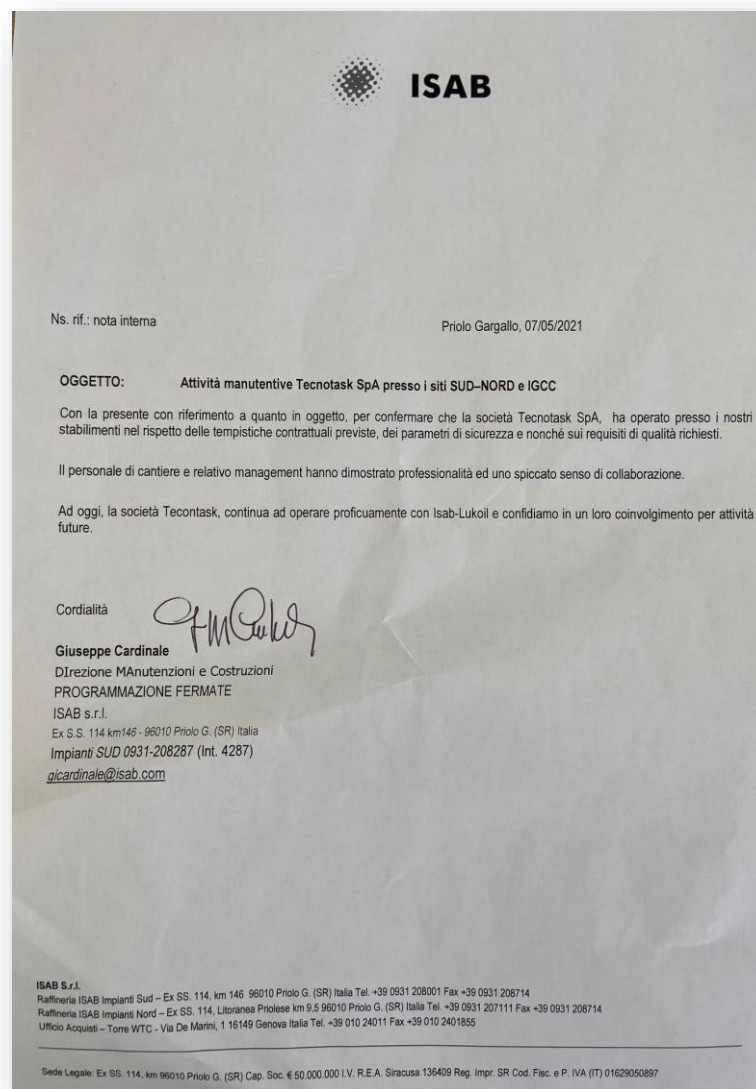 ISAB
Ns. rif.: nota interna
Priolo Gargallo, 07/05/2021
OGGETTO: Attività manutentive Tecnotask SpA presso i siti SUD–NORD e IGCC
Con la presente con riferimento a quanto in oggetto, per confermare che la società Tecnotask SpA, ha operato presso i nostri
stabilimenti nel rispetto delle tempistiche contrattuali previste, dei parametri di sicurezza e nonché sui requisiti di qualità richiesti.
Il personale di cantiere e relativo management hanno dimostrato professionalità ed uno spiccato senso di collaborazione.
Ad oggi, la società Tecontask, continua ad operare proficuamente con Isab-Lukoil e confidiamo in un loro coinvolgimento per attività
future.
Cordialità
Giuseppe Cardinale
DIrezione MAnutenzioni e Costruzioni
PROGRAMMAZIONE FERMATE
ISAB s.r.l.
Ex S.S. 114 km146 - 96010 Priolo G. (SR) Italia
Impianti SUD 0931-208287 (Int. 4287)
gicardinale@isab.com
ISAB S.r.l.
Raffineria ISAB Impianti Sud – Ex SS. 114, km 146 96010 Priolo G. (SR) Italia Tel. +39 0931 208001 Fax +39 0931 208714
Raffineria ISAB Impianti Nord – Ex SS. 114, Litoranea Priolese km 9,5 96010 Priolo G. (SR) Italia Tel. +39 0931 207111 Fax +39 0931 208714
Ufficio Acquisti – Torre WTC - Via De Marini, 1 16149 Genova Italia Tel. +39 010 24011 Fax +39 010 2401855
Sede Legale: Ex SS. 114, km 96010 Priolo G. (SR) Cap. Soc. € 50.000.000 I.V. R.E.A. Siracusa 136409 Reg. Impr. SR Cod. Fisc. e P. IVA (IT) 01629050897